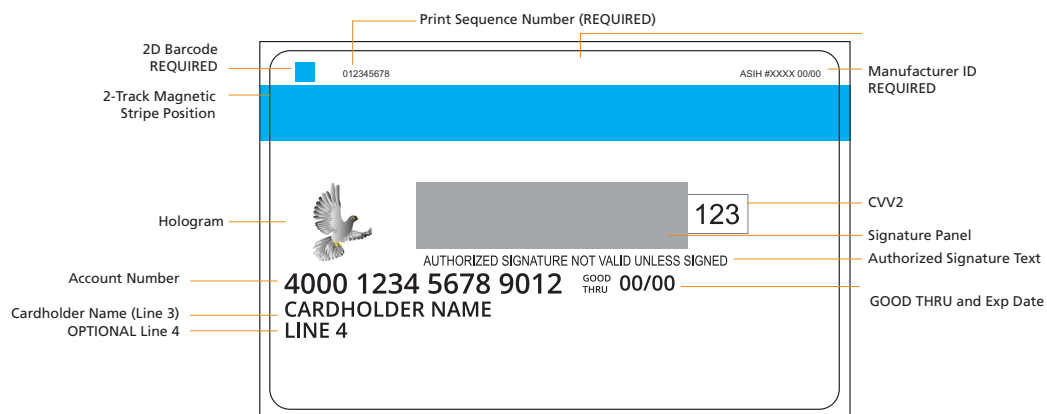 Print Sequence Number (REQUIRED)
2D Barcode
REQUIRED
012345678
ASIH #XXXX 00/00
Manufacturer ID
REQUIRED
2-Track Magnetic
Stripe Position
Hologram
123
CVV2
Signature Panel
AUTHORIZED SIGNATURE NOT VALID UNLESS SIGNED
Authorized Signature Text
Account Number
4000 1234 5678 9012
GOOD
THRU
00/00
GOOD THRU and Exp Date
Cardholder Name (Line 3)
CARDHOLDER NAME
OPTIONAL Line 4
LINE 4